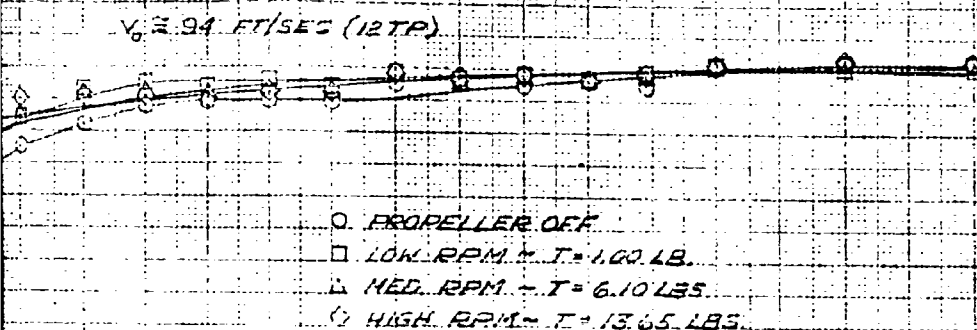 V₀ ≅ 94 FT/SEC (12TP)
○ PROPELLER OFF
□ LOW RPM ~ T=1.00 LB.
△ MED. RPM ~ T=6.10 LBS
⬡ HIGH RPM ~ T=13.65 LBS.